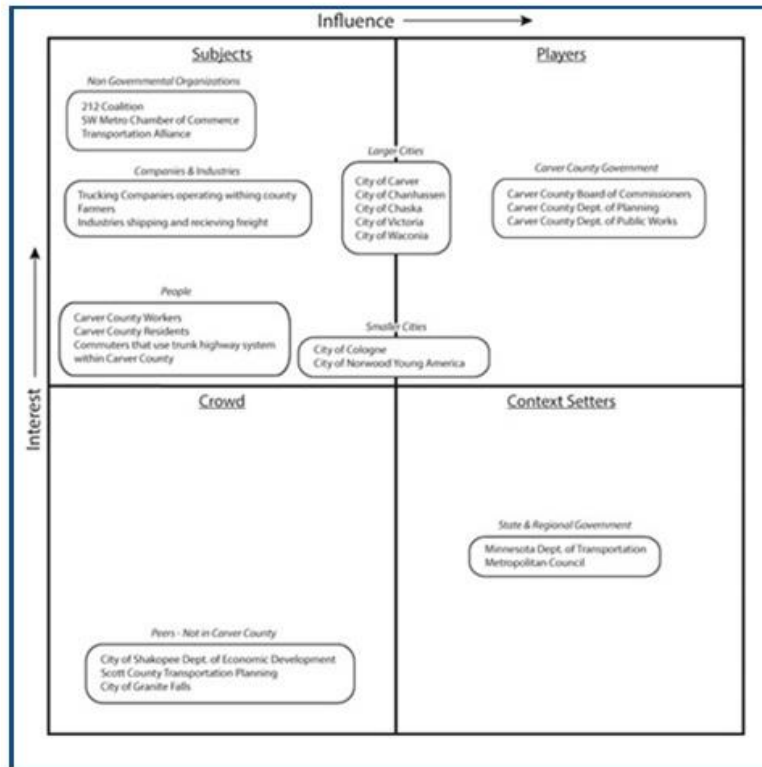 Influence
Subjects
Players
Non Governmental Organizations
212 Coalition
SW Metro Chamber of Commerce
Transportation Alliance
Larger Cities
City of Carver
City of Chanhassen
City of Chaska
City of Victoria
City of Waconia
Companies & Industries
Trucking Companies operating withing county
Farmers
Industries shipping and recieving freight
Carver County Government
Carver County Board of Commissioners
Carver County Dept. of Planning
Carver County Dept. of Public Works
People
Carver County Workers
Carver County Residents
Commuters that use trunk highway system
within Carver County
Smaller Cities
City of Cologne
City of Norwood Young America
Interest
Crowd
Context Setters
State & Regional Government
Minnesota Dept. of Transportation
Metropolitan Council
Peers - Not in Carver County
City of Shakopee Dept. of Economic Development
Scott County Transportation Planning
City of Granite Falls